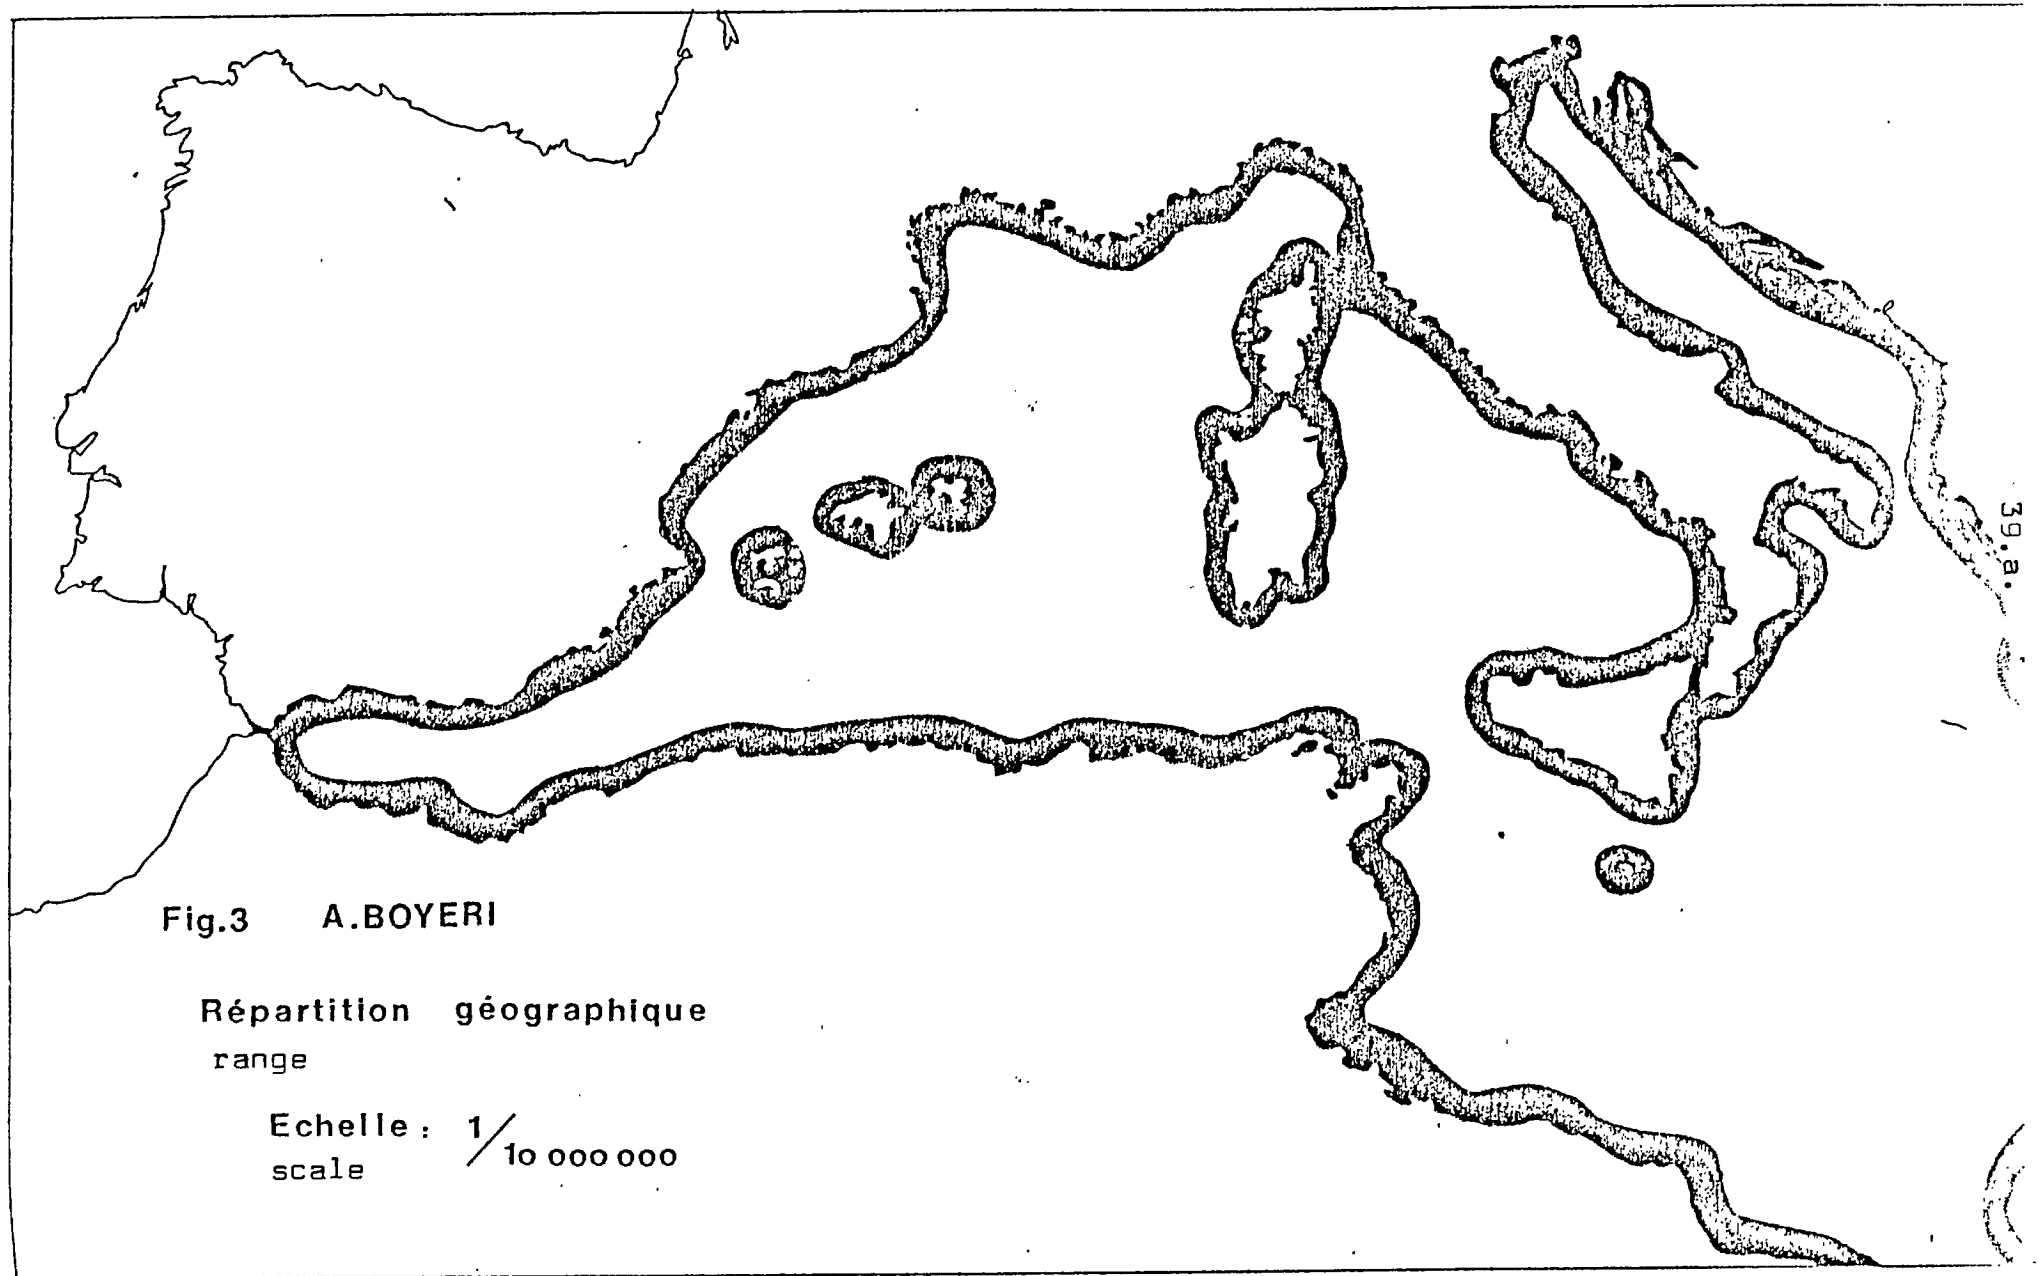 39.a.
Fig.3 A.BOYERI
Répartition géographique
range
Echelle : 1/10 000 000
scale